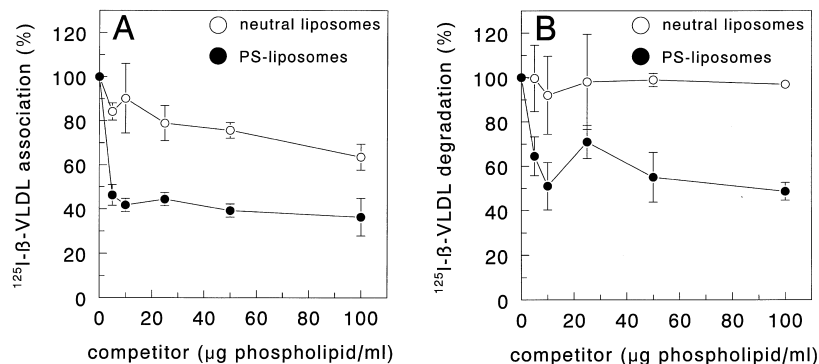 A
neutral liposomes
PS-liposomes
120
100
80
60
40
20
0
0 20 40 60 80 100
¹²⁵I-ß-VLDL association (%)
competitor (µg phospholipid/ml)
B
neutral liposomes
PS-liposomes
120
100
80
60
40
20
0
0 20 40 60 80 100
¹²⁵I-ß-VLDL degradation (%)
competitor (µg phospholipid/ml)